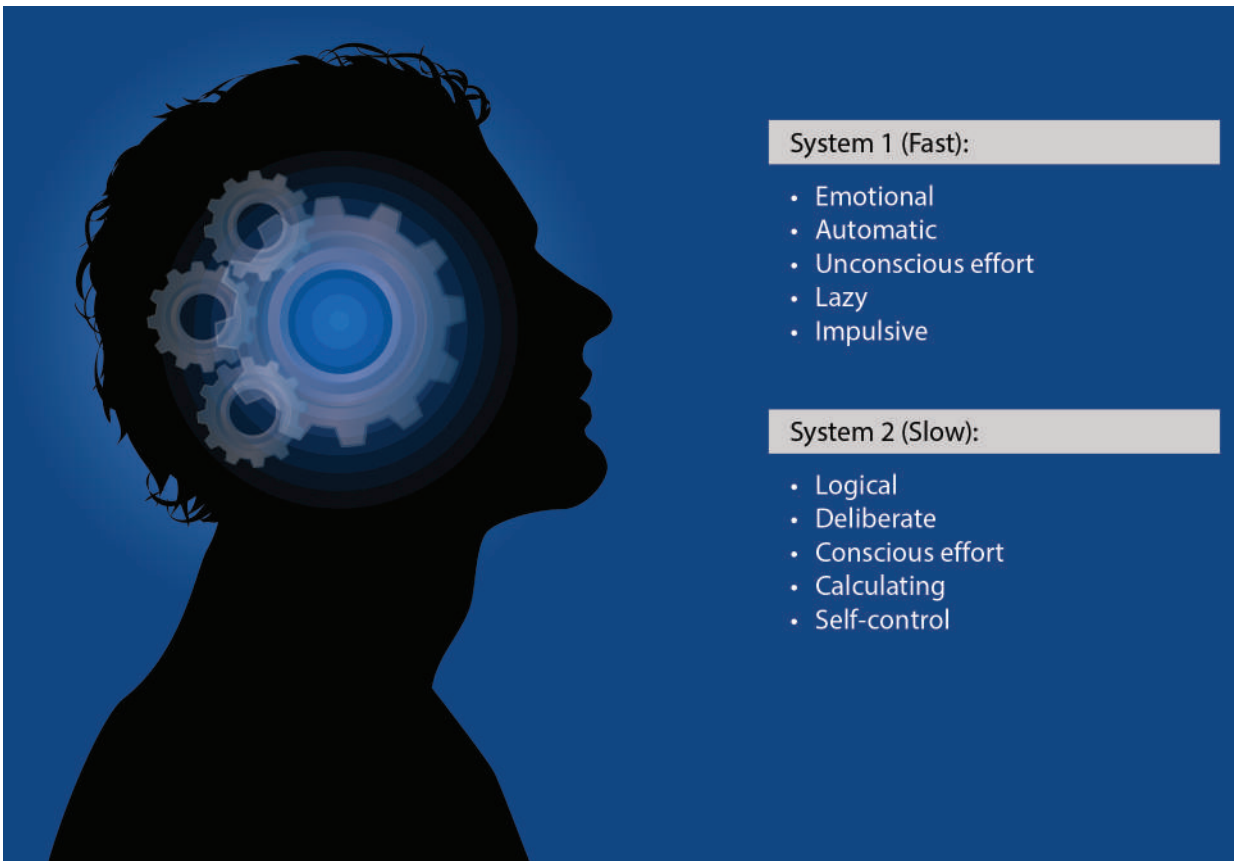 System 1 (Fast):
• Emotional
• Automatic
• Unconscious effort
• Lazy
• Impulsive
System 2 (Slow):
• Logical
• Deliberate
• Conscious effort
• Calculating
• Self-control